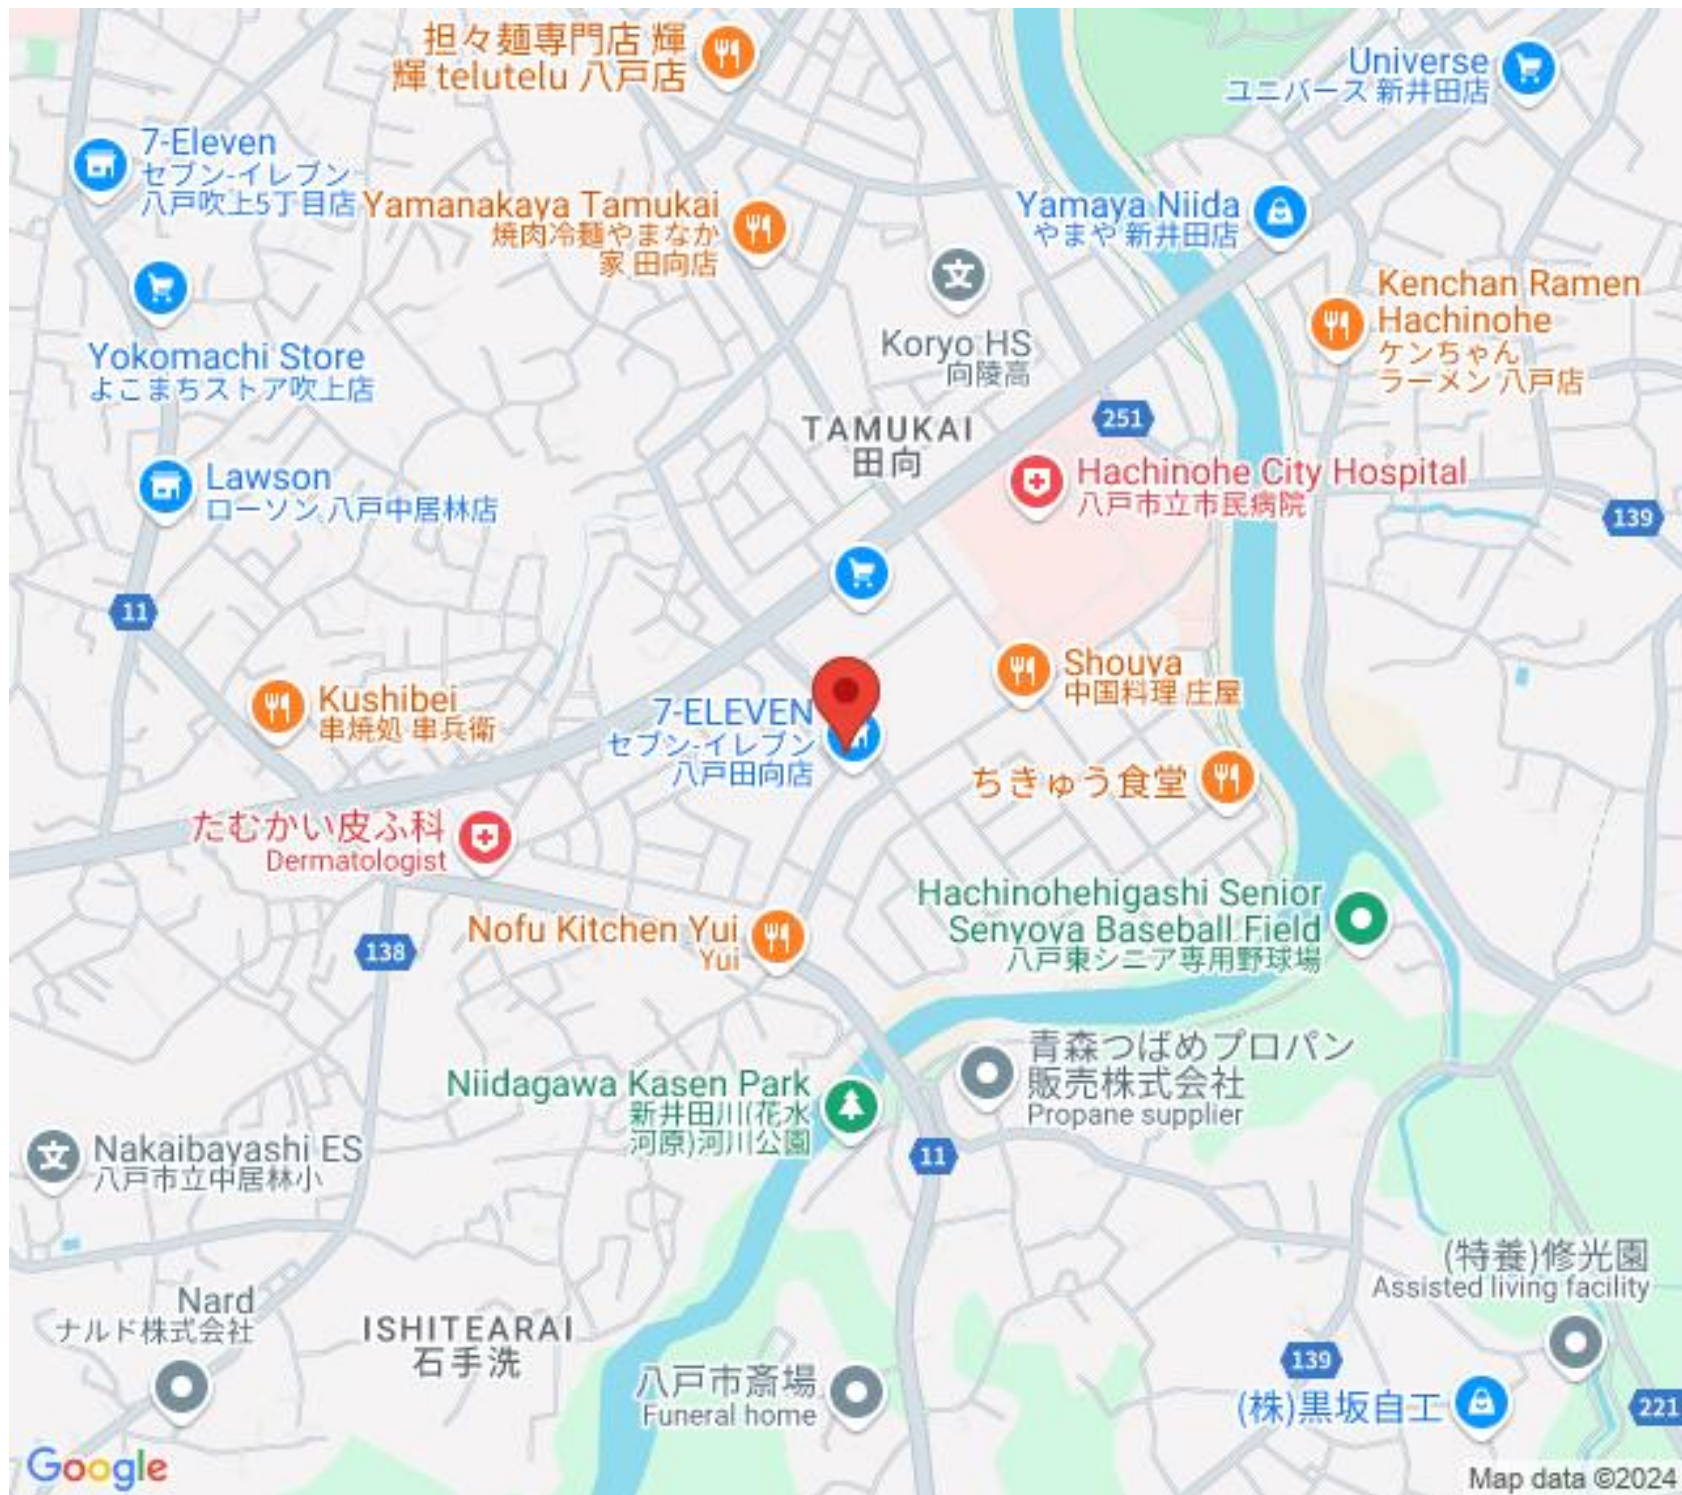 担々麺専門店 輝
輝 telutelu 八戸店
Universe
ユニバース 新井田店
7-Eleven
セブン-イレブン
八戸吹上5丁目店
Yamanakaya Tamukai
焼肉冷麺やまなか
家 田向店
Yamaya Niida
やまや 新井田店
Yokomachi Store
よこまちストア吹上店
Koryo HS
向陵高
Kenchan Ramen
Hachinohe
ケンちゃん
ラーメン 八戸店
251
TAMUKAI
田向
Lawson
ローソン 八戸中居林店
Hachinohe City Hospital
八戸市立市民病院
139
11
Kushibei
串焼処 串兵衛
Shouya
中国料理 庄屋
7-ELEVEN
セブン-イレブン
八戸田向店
ちきゅう食堂
たむかい皮ふ科
Dermatologist
Hachinohehigashi Senior
Senyoya Baseball Field
八戸東シニア専用野球場
Nofu Kitchen Yui
Yui
138
青森つばめプロパン
販売株式会社
Propane supplier
Niidagawa Kasen Park
新井田川(花水
河原)河川公園
Nakaibayashi ES
八戸市立中居林小
11
(特養)修光園
Assisted living facility
Nard
ナルド株式会社
ISHITEARAI
石手洗
139
八戸市斎場
Funeral home
(株)黒坂自工
221
Google
Map data ©2024